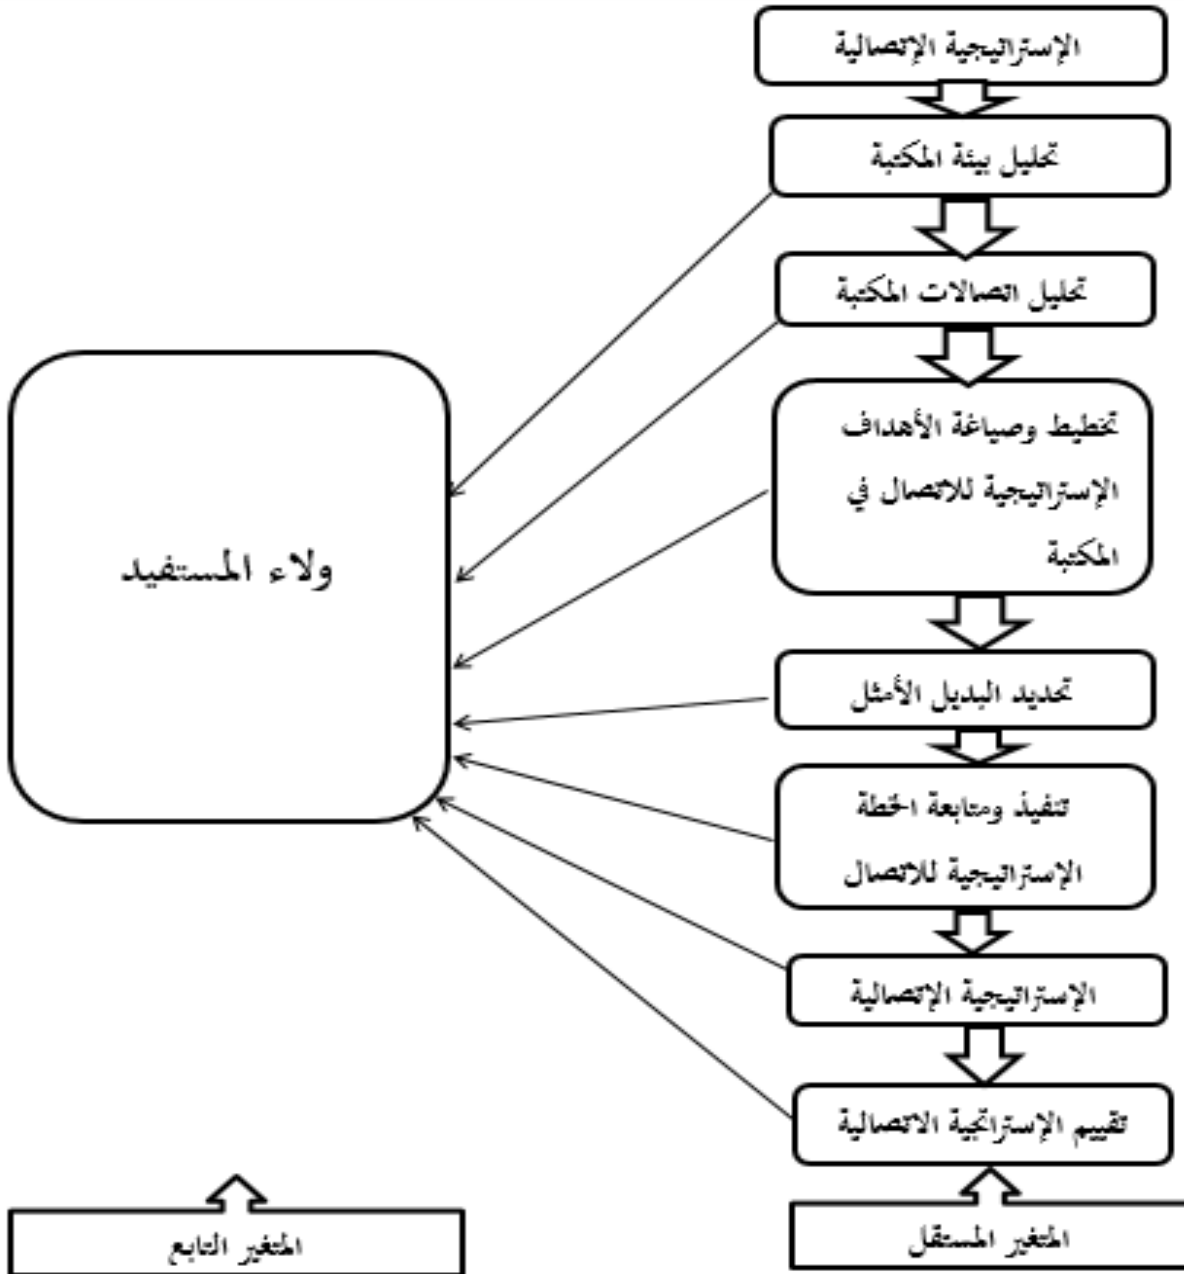 الإستراتيجية الإتصالية
تحليل بيئة المكتبة
تحليل اتصالات المكتبة
تخطيط وصياغة الأهداف
الإستراتيجية للاتصال في
المكتبة
ولاء المستفيد
تحديد البديل الأمثل
تنفيذ ومتابعة الخطة
الإستراتيجية للاتصال
الإستراتيجية الإتصالية
تقييم الإستراتجية الاتصالية
المتغير المستقل
المتغير التابع